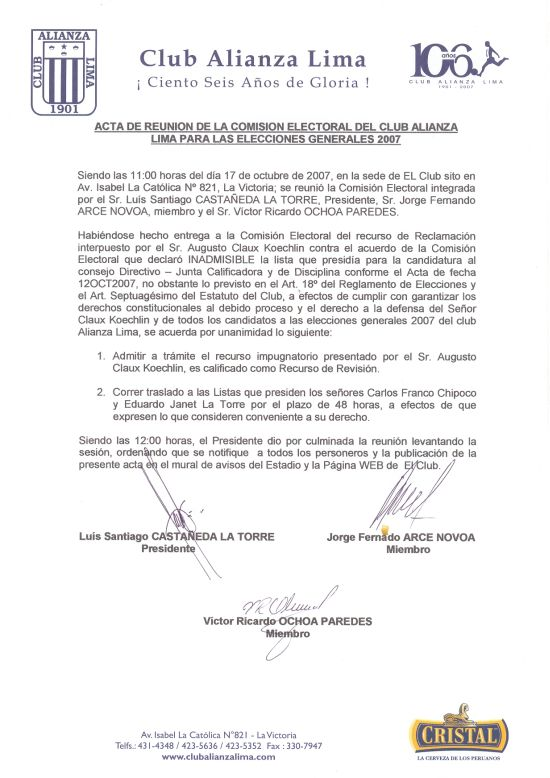 ALIANZA
CLUB
LIMA
1901
Club Alianza Lima
¡ Ciento Seis Años de Gloria !
106
años
CLUB ALIANZA LIMA
1901 - 2007
ACTA DE REUNION DE LA COMISION ELECTORAL DEL CLUB ALIANZA
LIMA PARA LAS ELECCIONES GENERALES 2007
Siendo las 11:00 horas del día 17 de octubre de 2007, en la sede de EL Club sito en
Av. Isabel La Católica Nº 821, La Victoria; se reunió la Comisión Electoral integrada
por el Sr. Luís Santiago CASTAÑEDA LA TORRE, Presidente, Sr. Jorge Fernando
ARCE NOVOA, miembro y el Sr. Victor Ricardo OCHOA PAREDES.
Habiéndose hecho entrega a la Comisión Electoral del recurso de Reclamación
interpuesto por el Sr. Augusto Claux Koechlin contra el acuerdo de la Comisión
Electoral que declaró INADMISIBLE la lista que presidía para la candidatura al
consejo Directivo – Junta Calificadora y de Disciplina conforme el Acta de fecha
12OCT2007, no obstante lo previsto en el Art. 18º del Reglamento de Elecciones y
el Art. Septuagésimo del Estatuto del Club, a efectos de cumplir con garantizar los
derechos constitucionales al debido proceso y el derecho a la defensa del Señor
Claux Koechlin y de todos los candidatos a las elecciones generales 2007 del club
Alianza Lima, se acuerda por unanimidad lo siguiente:
1. Admitir a trámite el recurso impugnatorio presentado por el Sr. Augusto
Claux Koechlin, es calificado como Recurso de Revisión.
2. Correr traslado a las Listas que presiden los señores Carlos Franco Chipoco
y Eduardo Janet La Torre por el plazo de 48 horas, a efectos de que
expresen lo que consideren conveniente a su derecho.
Siendo las 12:00 horas, el Presidente dio por culminada la reunión levantando la
sesión, ordenando que se notifique a todos los personeros y la publicación de la
presente acta en el mural de avisos del Estadio y la Página WEB de El Club.
Luís Santiago CASTAÑEDA LA TORRE
Presidente
Jorge Fernado ARCE NOVOA
Miembro
Victor Ricardo OCHOA PAREDES
Miembro
Av. Isabel La Católica N°821 - La Victoria
Telfs.: 431-4348 / 423-5636 / 423-5352 Fax : 330-7947
www.clubalianzalima.com
CRISTAL
LA CERVEZA DE LOS PERUANOS